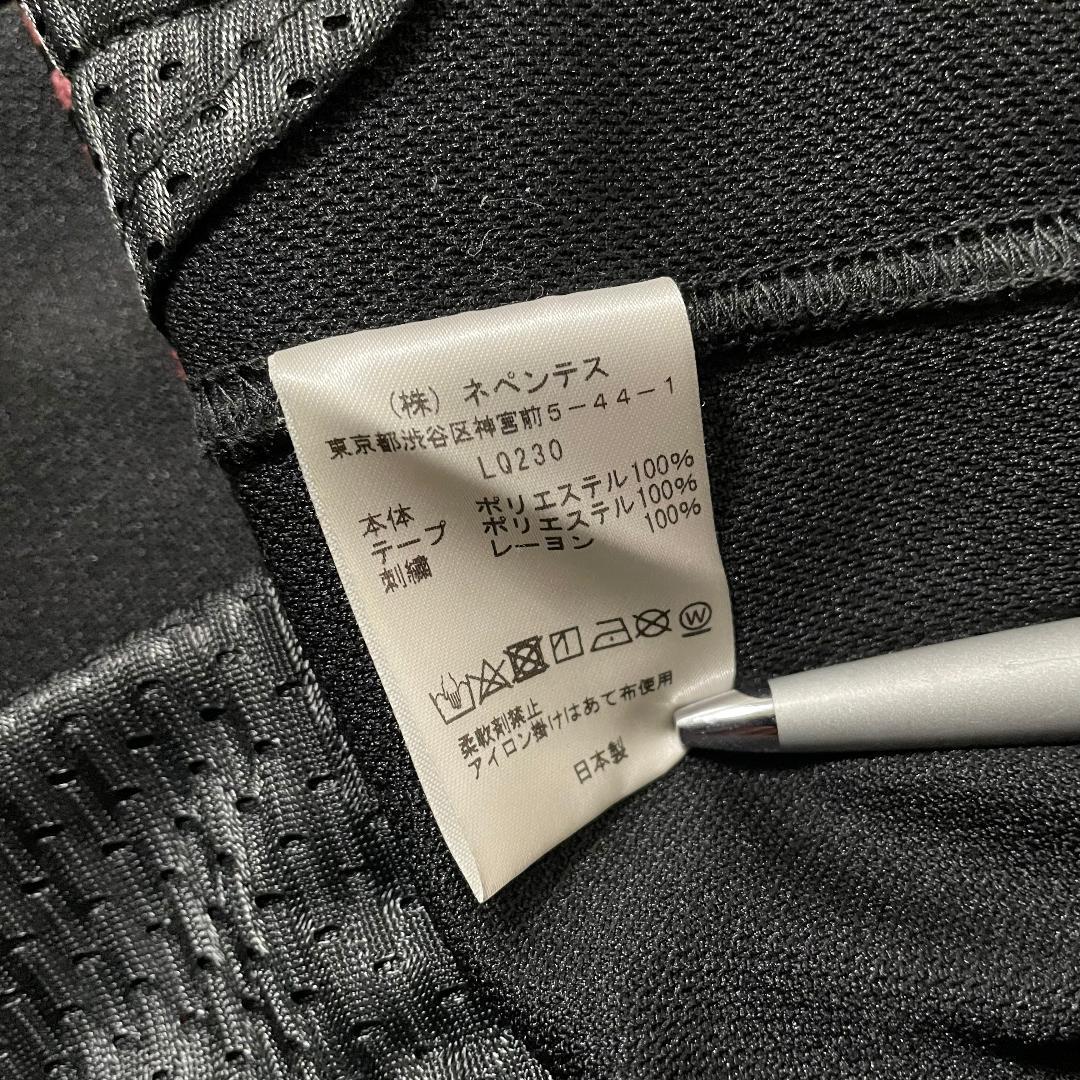 (株) ネペンテス
東京都渋谷区神宮前5-44-1
LQ230
本体 ポリエステル100%
テープ ポリエステル100%
刺繍 レーヨン 100%
W
柔軟剤禁止
アイロン掛けはあて布使用
日本製